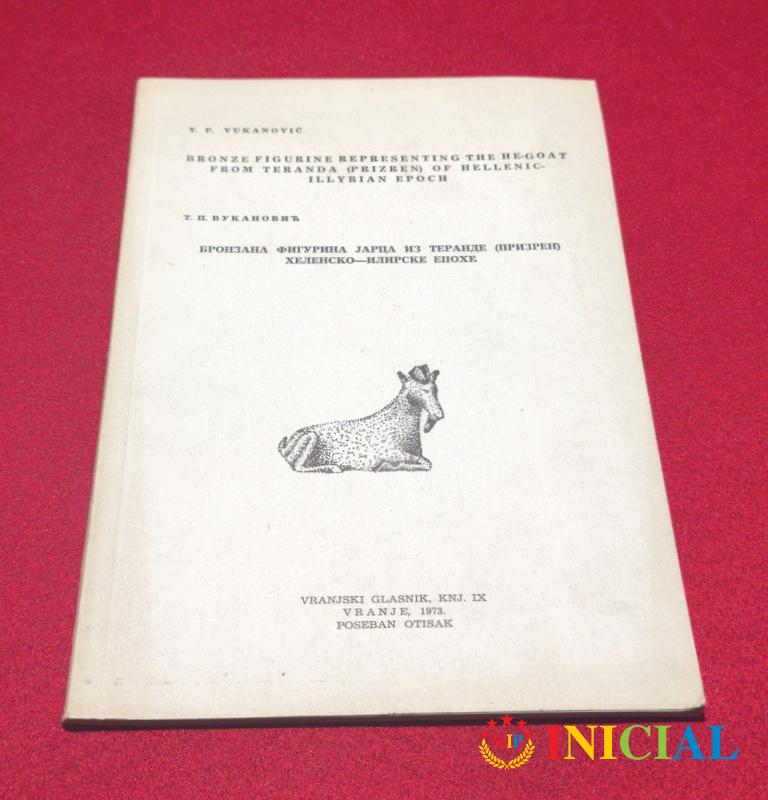 T. P. VUKANOVIĆ
BRONZE FIGURINE REPRESENTING THE HE-GOAT
FROM TERANDA (PRIZREN) OF HELLENIC-
ILLYRIAN EPOCH
Т. П. ВУКАНОВИЋ
БРОНЗАНА ФИГУРИНА ЈАРЦА ИЗ ТЕРАНДЕ (ПРИЗРЕН)
ХЕЛЕНСКО—ИЛИРСКЕ ЕПОХЕ
VRANJSKI GLASNIK, KNJ. IX
VRANJE, 1973.
POSEBAN OTISAK
IP INICIAL